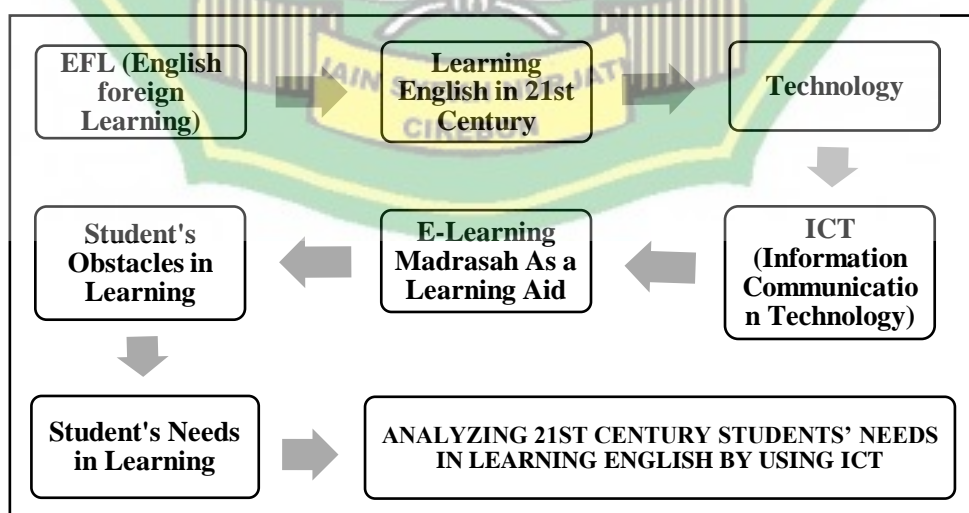 EFL (English
foreign
Learning)
Learning
English in 21st
Century
Technology
IAIN
CIREBON
ICT
(Information
Communicatio
n Technology)
E-Learning
Madrasah As a
Learning Aid
Student's
Obstacles in
Learning
Student's Needs
in Learning
ANALYZING 21ST CENTURY STUDENTS’ NEEDS
IN LEARNING ENGLISH BY USING ICT